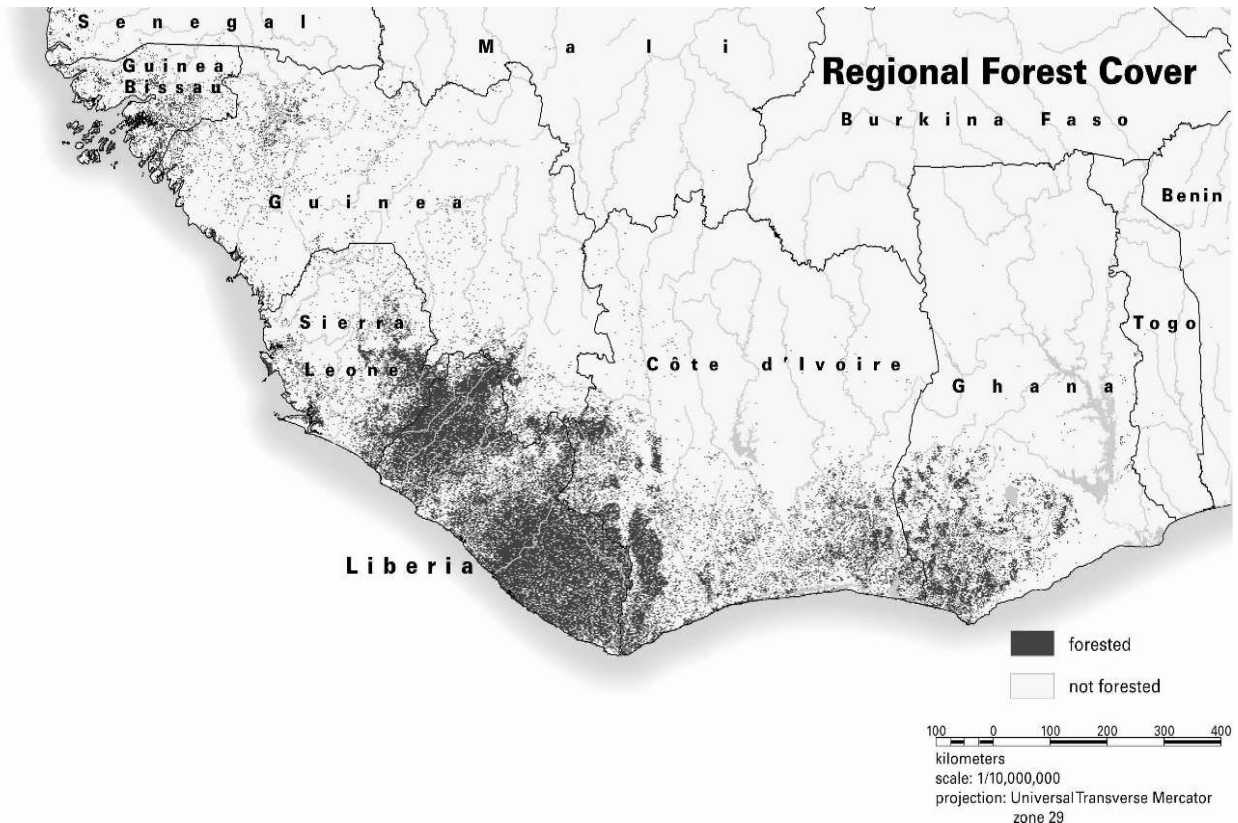 Senegal
Mali
Guinea
Bissau
Regional Forest Cover
Burkina Faso
Benin
Guinea
Sierra
Leone
Togo
Côte d'Ivoire
Ghana
Liberia
forested
not forested
100 0 100 200 300 400
kilometers
scale: 1/10,000,000
projection: Universal Transverse Mercator
zone 29